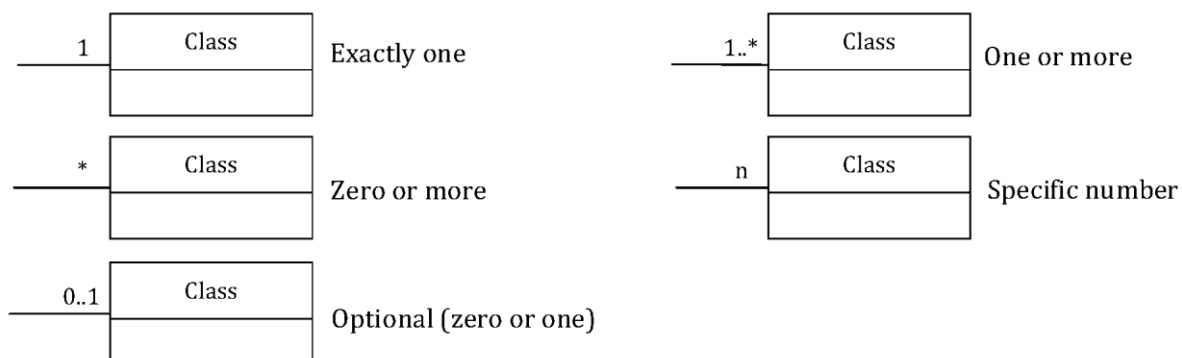 1 Class Exactly one
1..* Class One or more
* Class Zero or more
n Class Specific number
0..1 Class Optional (zero or one)